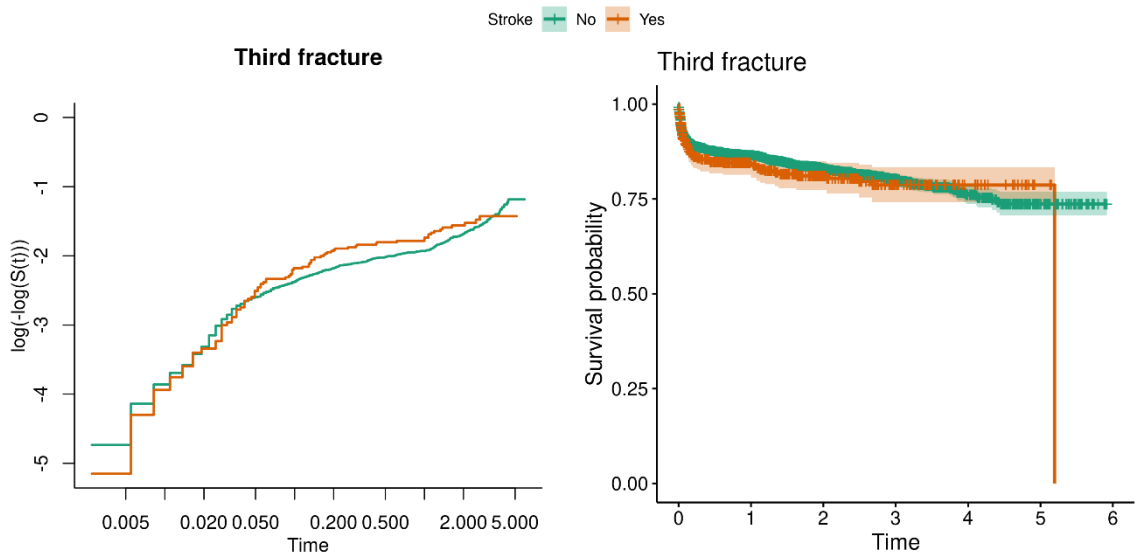 Stroke No Yes
Third fracture
log(-log(S(t)))
0
-1
-2
-3
-4
-5
0.005 0.020 0.050 0.200 0.500 2.000 5.000
Time
Third fracture
Survival probability
1.00
0.75
0.50
0.25
0.00
0 1 2 3 4 5 6
Time